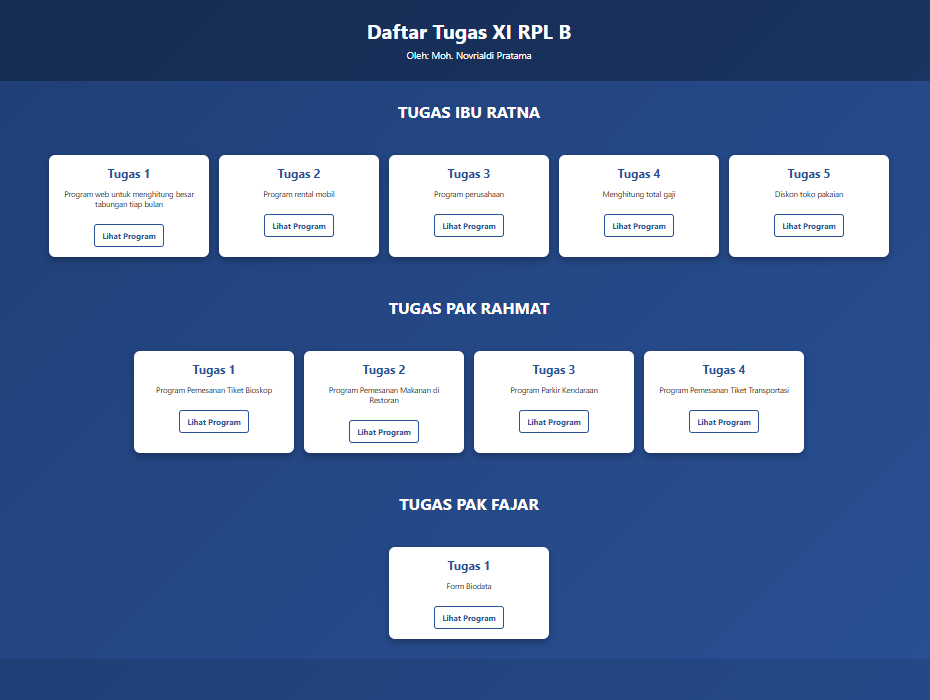 Daftar Tugas XI RPL B
Oleh: Moh. Novrialdi Pratama
TUGAS IBU RATNA
Tugas 1
Program web untuk menghitung besar
tabungan tiap bulan
Lihat Program
Tugas 2
Program rental mobil
Lihat Program
Tugas 3
Program perusahaan
Lihat Program
Tugas 4
Menghitung total gaji
Lihat Program
Tugas 5
Diskon toko pakaian
Lihat Program
TUGAS PAK RAHMAT
Tugas 1
Program Pemesanan Tiket Bioskop
Lihat Program
Tugas 2
Program Pemesanan Makanan di
Restoran
Lihat Program
Tugas 3
Program Parkir Kendaraan
Lihat Program
Tugas 4
Program Pemesanan Tiket Transportasi
Lihat Program
TUGAS PAK FAJAR
Tugas 1
Form Biodata
Lihat Program